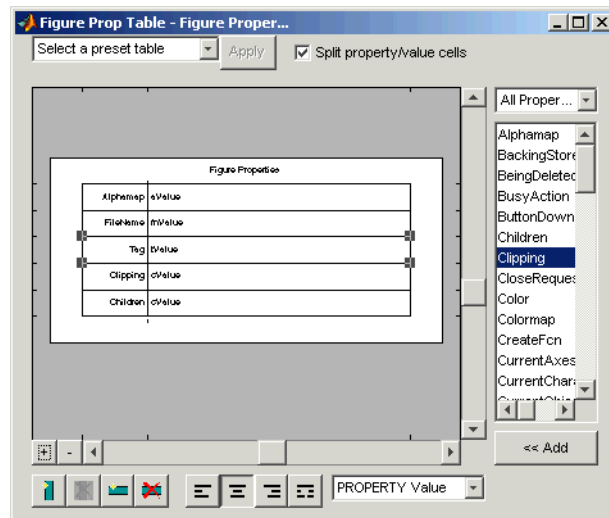 Figure Prop Table - Figure Proper...
Select a preset table
Apply
Split property/value cells
All Proper...
Figure Properties
Alphamap aValue
FileName fnValue
Tag tValue
Clipping cValue
Children cValue
Alphamap
BackingStore
BeingDeleted
BusyAction
ButtonDown
Children
Clipping
CloseReques
Color
Colormap
CreateFcn
CurrentAxes
CurrentChar
<< Add
PROPERTY Value